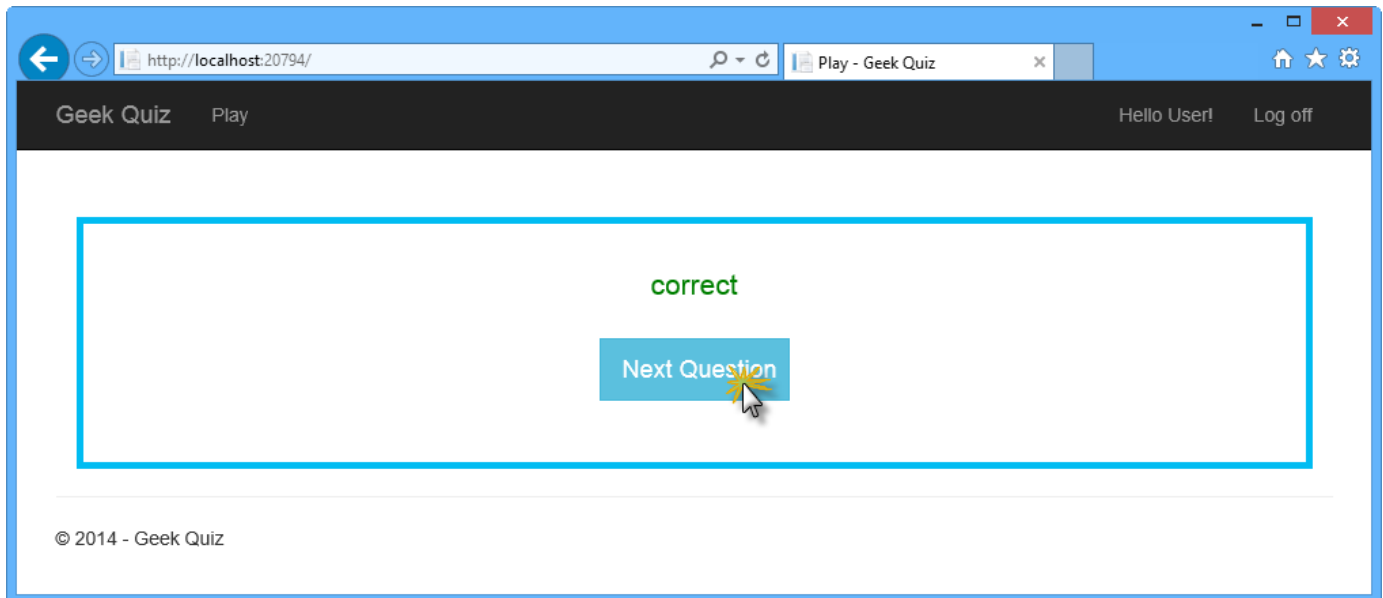 http://localhost:20794/
Play - Geek Quiz
Geek Quiz
Play
Hello User!
Log off
correct
Next Question
© 2014 - Geek Quiz